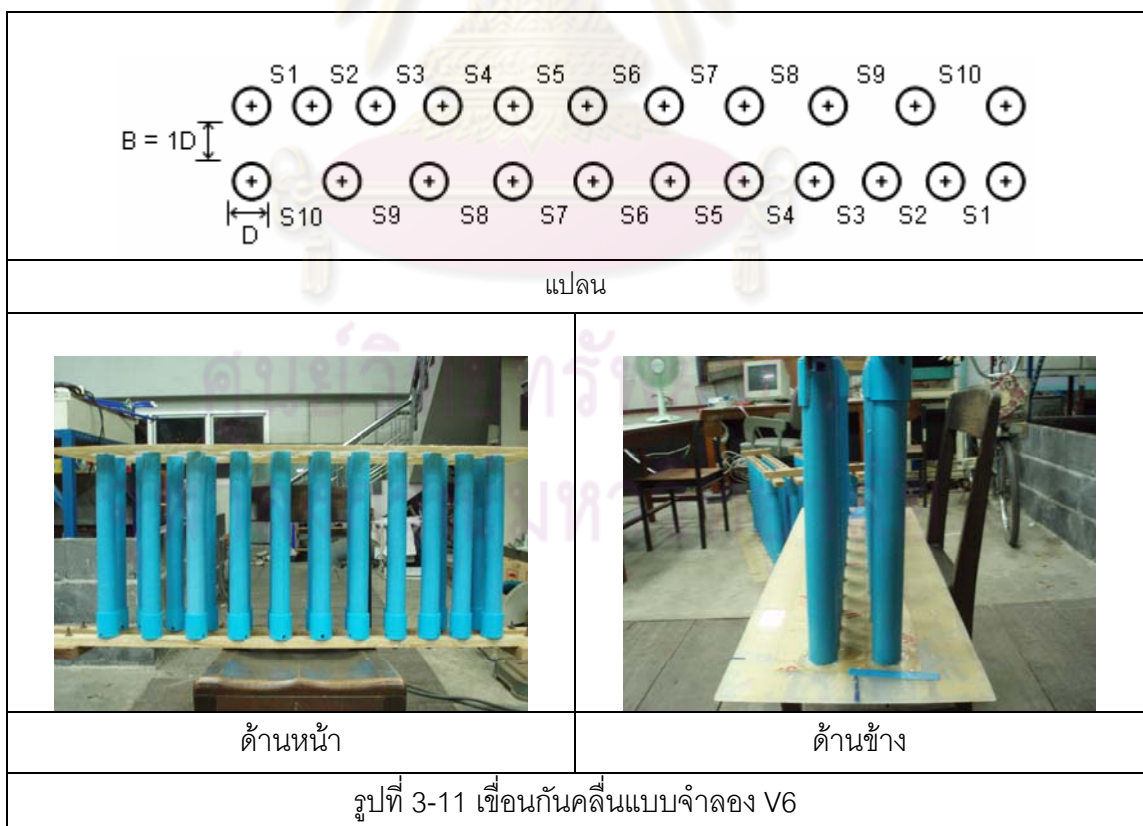 S1 S2 S3 S4 S5 S6 S7 S8 S9 S10
B = 1D
D
S10 S9 S8 S7 S6 S5 S4 S3 S2 S1
แปลน
ด้านหน้า
ด้านข้าง
รูปที่ 3-11 เขื่อนกันคลื่นแบบจำลอง V6